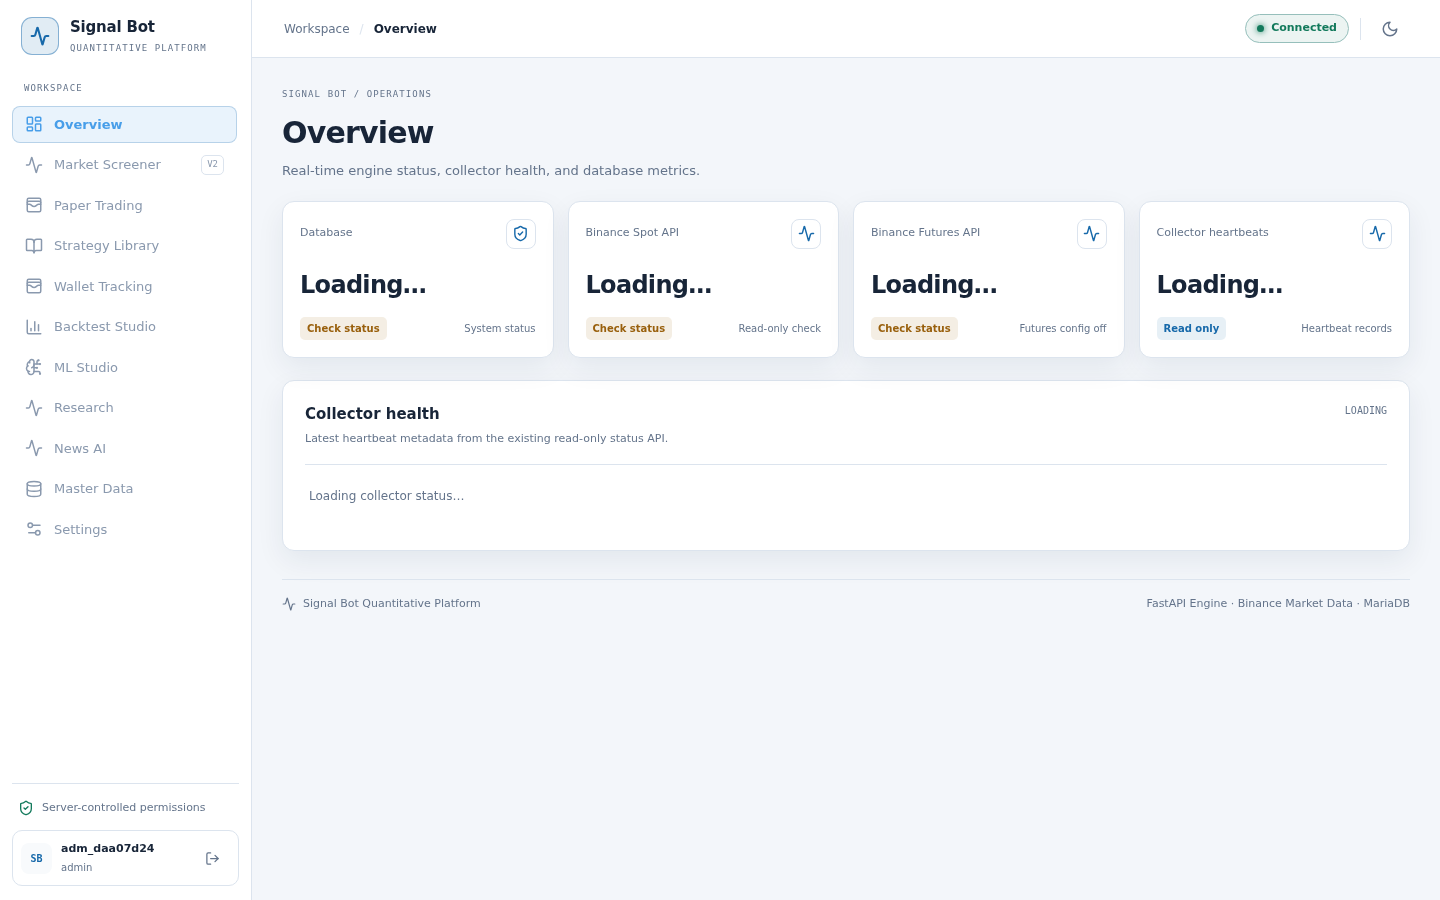 Signal Bot
QUANTITATIVE PLATFORM
WORKSPACE
Overview
Market Screener V2
Paper Trading
Strategy Library
Wallet Tracking
Backtest Studio
ML Studio
Research
News AI
Master Data
Settings
Server-controlled permissions
SB
adm_daa07d24
admin
Workspace / Overview
Connected
SIGNAL BOT / OPERATIONS
Overview
Real-time engine status, collector health, and database metrics.
Database
Loading...
Check status System status
Binance Spot API
Loading...
Check status Read-only check
Binance Futures API
Loading...
Check status Futures config off
Collector heartbeats
Loading...
Read only Heartbeat records
Collector health LOADING
Latest heartbeat metadata from the existing read-only status API.
Loading collector status...
Signal Bot Quantitative Platform
FastAPI Engine · Binance Market Data · MariaDB